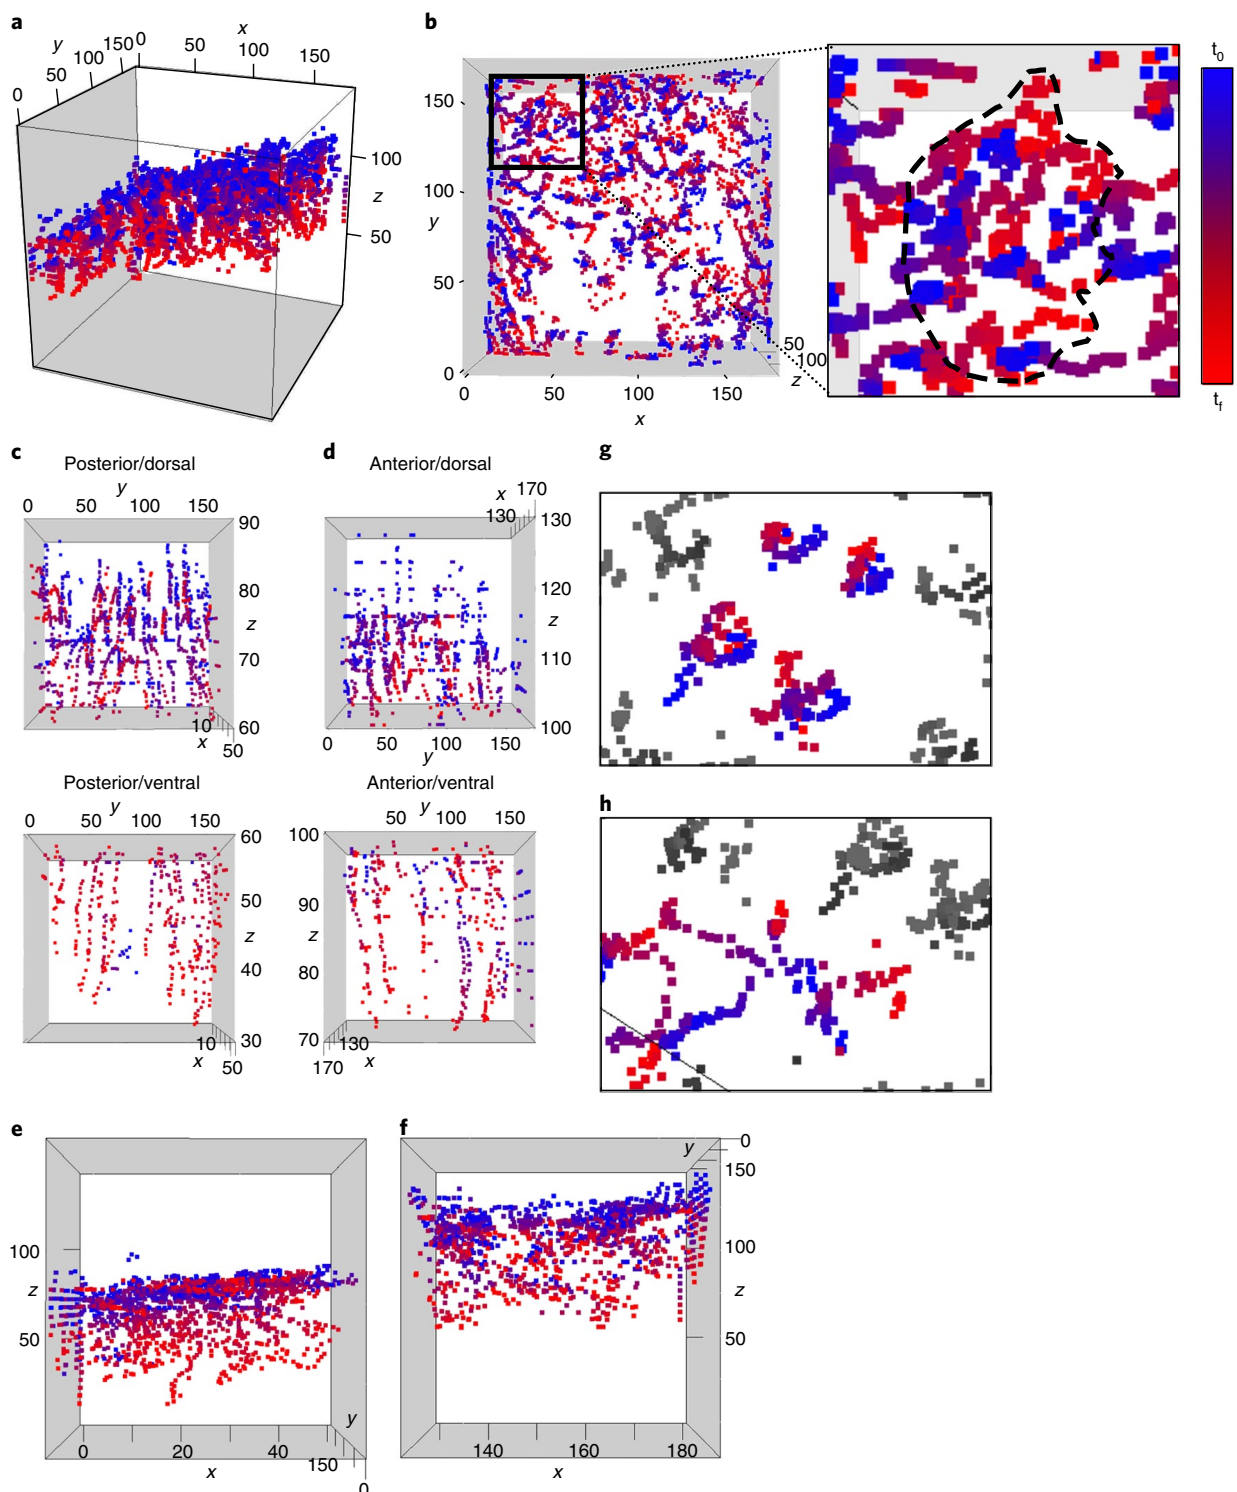 a
y
x
0
50
100
150
0
50
100
150
100
z
50
b
150
100
y
50
0
0
50
100
150
x
50
100
z
t0
tf
c
Posterior/dorsal
y
0
50
100
150
90
80
z
70
60
10
x
50
d
Anterior/dorsal
x
170
130
130
120
z
110
100
0
50
100
150
y
Posterior/ventral
y
0
50
100
150
60
50
z
40
30
10
x
50
Anterior/ventral
y
50
100
150
100
90
z
80
70
130
170
x
g
h
e
100
z
50
0
20
40
x
y
150
0
f
y
0
150
100
z
50
140
160
180
x